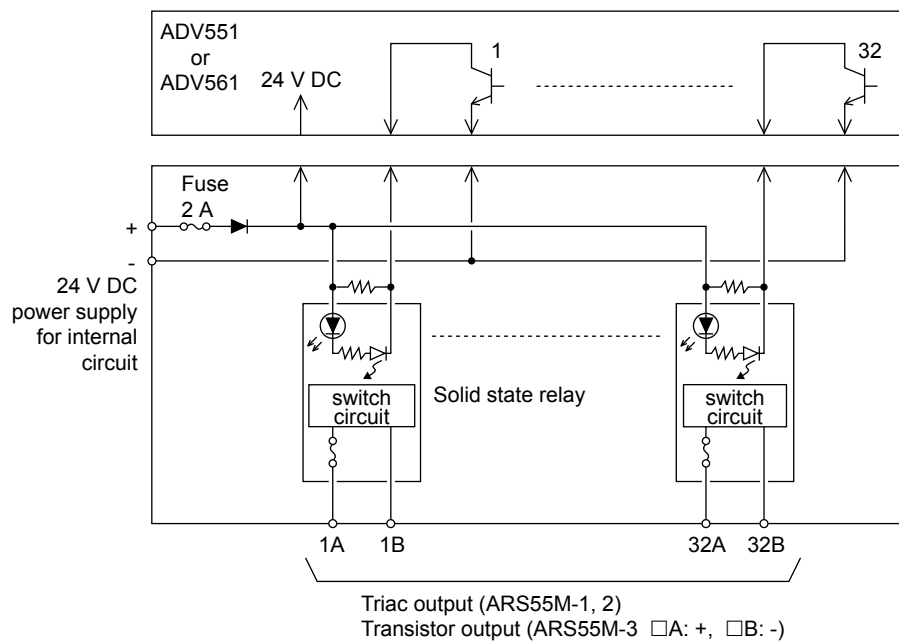 ADV551
or
ADV561
24 V DC
1
32
Fuse
2 A
+
-
24 V DC
power supply
for internal
circuit
switch
circuit
Solid state relay
switch
circuit
1A 1B 32A 32B
Triac output (ARS55M-1, 2)
Transistor output (ARS55M-3 □A: +, □B: -)